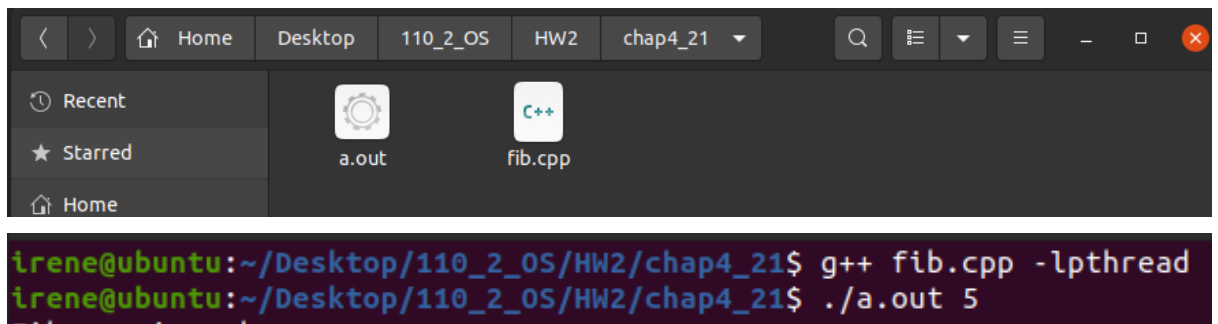 Home Desktop 110_2_OS HW2 chap4_21
Recent
Starred
Home
C++
a.out fib.cpp
irene@ubuntu:~/Desktop/110_2_OS/HW2/chap4_21$ g++ fib.cpp -lpthread
irene@ubuntu:~/Desktop/110_2_OS/HW2/chap4_21$ ./a.out 5